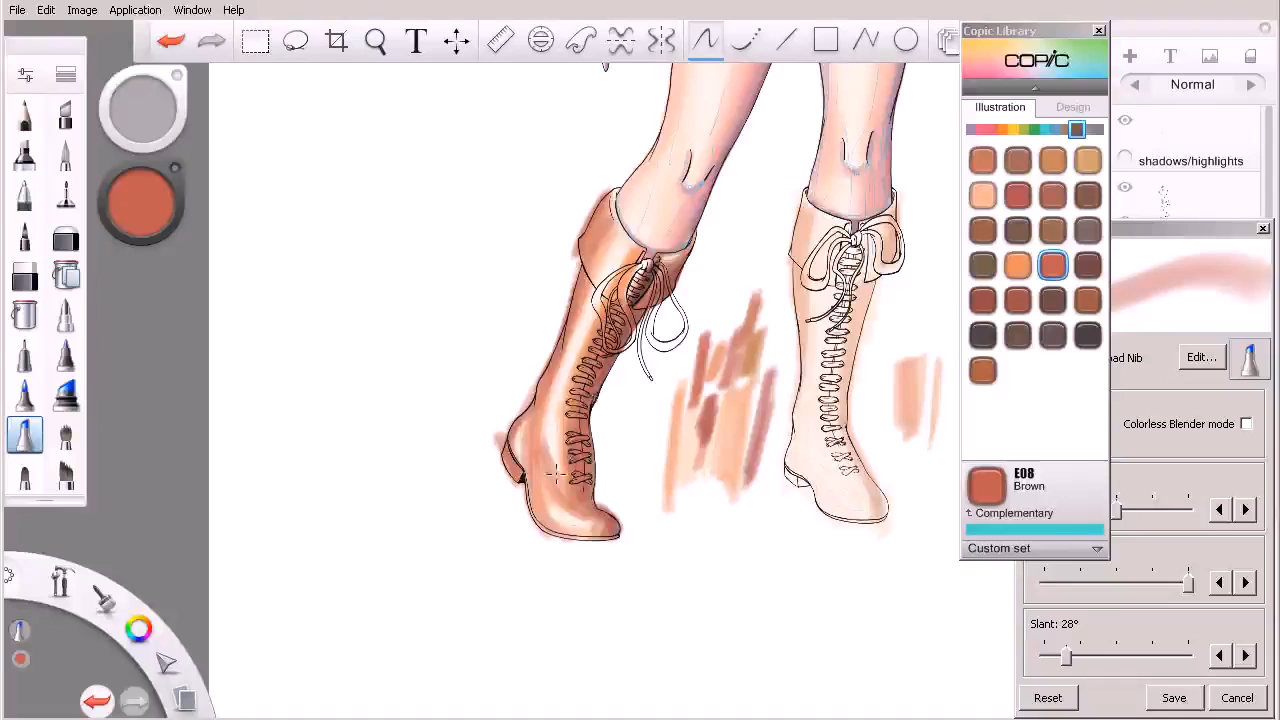 File Edit Image Application Window Help
Copic Library
COPIC
Normal
Illustration Design
shadows/highlights
Nib
Edit...
Colorless Blender mode
E08
Brown
Complementary
Custom set
Slant: 28°
Reset Save Cancel